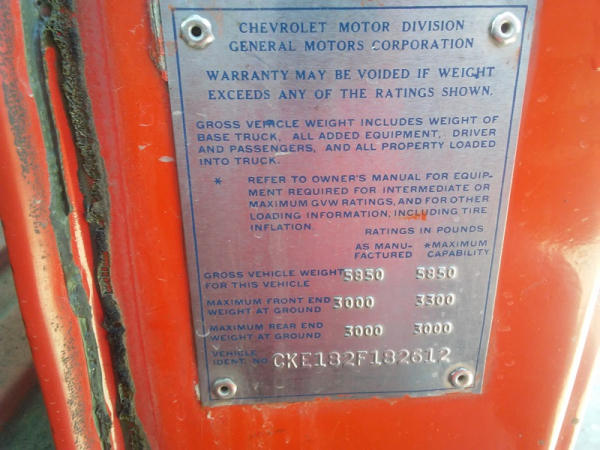 CHEVROLET MOTOR DIVISION
GENERAL MOTORS CORPORATION
WARRANTY MAY BE VOIDED IF WEIGHT
EXCEEDS ANY OF THE RATINGS SHOWN.
GROSS VEHICLE WEIGHT INCLUDES WEIGHT OF
BASE TRUCK, ALL ADDED EQUIPMENT, DRIVER
AND PASSENGERS, AND ALL PROPERTY LOADED
INTO TRUCK.
* REFER TO OWNER'S MANUAL FOR EQUIP-
MENT REQUIRED FOR INTERMEDIATE OR
MAXIMUM GVW RATINGS, AND FOR OTHER
LOADING INFORMATION, INCLUDING TIRE
INFLATION.
RATINGS IN POUNDS
AS MANU- *MAXIMUM
FACTURED CAPABILITY
GROSS VEHICLE WEIGHT 5850 5850
FOR THIS VEHICLE
MAXIMUM FRONT END 3000 3300
WEIGHT AT GROUND
MAXIMUM REAR END 3000 3000
WEIGHT AT GROUND
VEHICLE
IDENT. NO. CKE182F182612